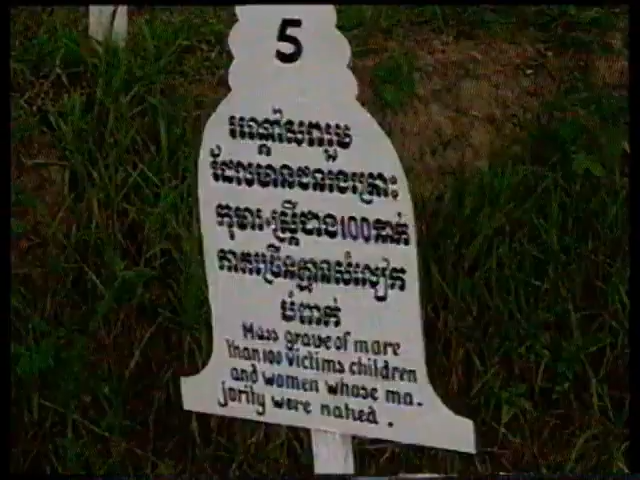 5
រណ្ដៅសពរួម
ដែលមានជនរងគ្រោះ
កុមារ-ស្ត្រីជាង100នាក់
ភាគច្រើនគ្មានសំលៀក
បំពាក់
Mass grave of more
than 100 victims children
and women whose ma-
jority were naked.